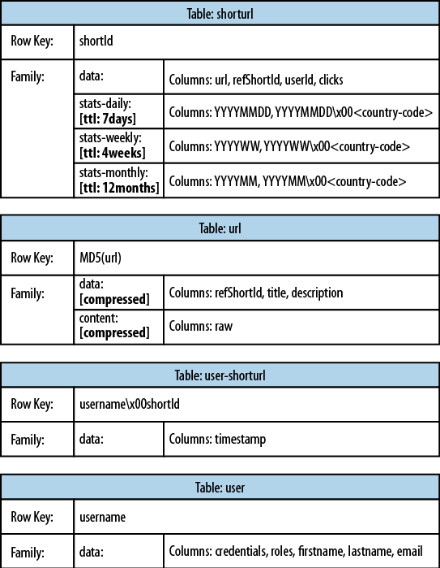 Table: shorturl
Row Key: shortId
Family: data: Columns: url, refShortId, userId, clicks
stats-daily:
[ttl: 7days] Columns: YYYYMMDD, YYYYMMDD\x00<country-code>
stats-weekly:
[ttl: 4weeks] Columns: YYYYWW, YYYYWW\x00<country-code>
stats-monthly:
[ttl: 12months] Columns: YYYYMM, YYYYMM\x00<country-code>
Table: url
Row Key: MD5(url)
Family: data:
[compressed] Columns: refShortId, title, description
content:
[compressed] Columns: raw
Table: user-shorturl
Row Key: username\x00shortId
Family: data: Columns: timestamp
Table: user
Row Key: username
Family: data: Columns: credentials, roles, firstname, lastname, email